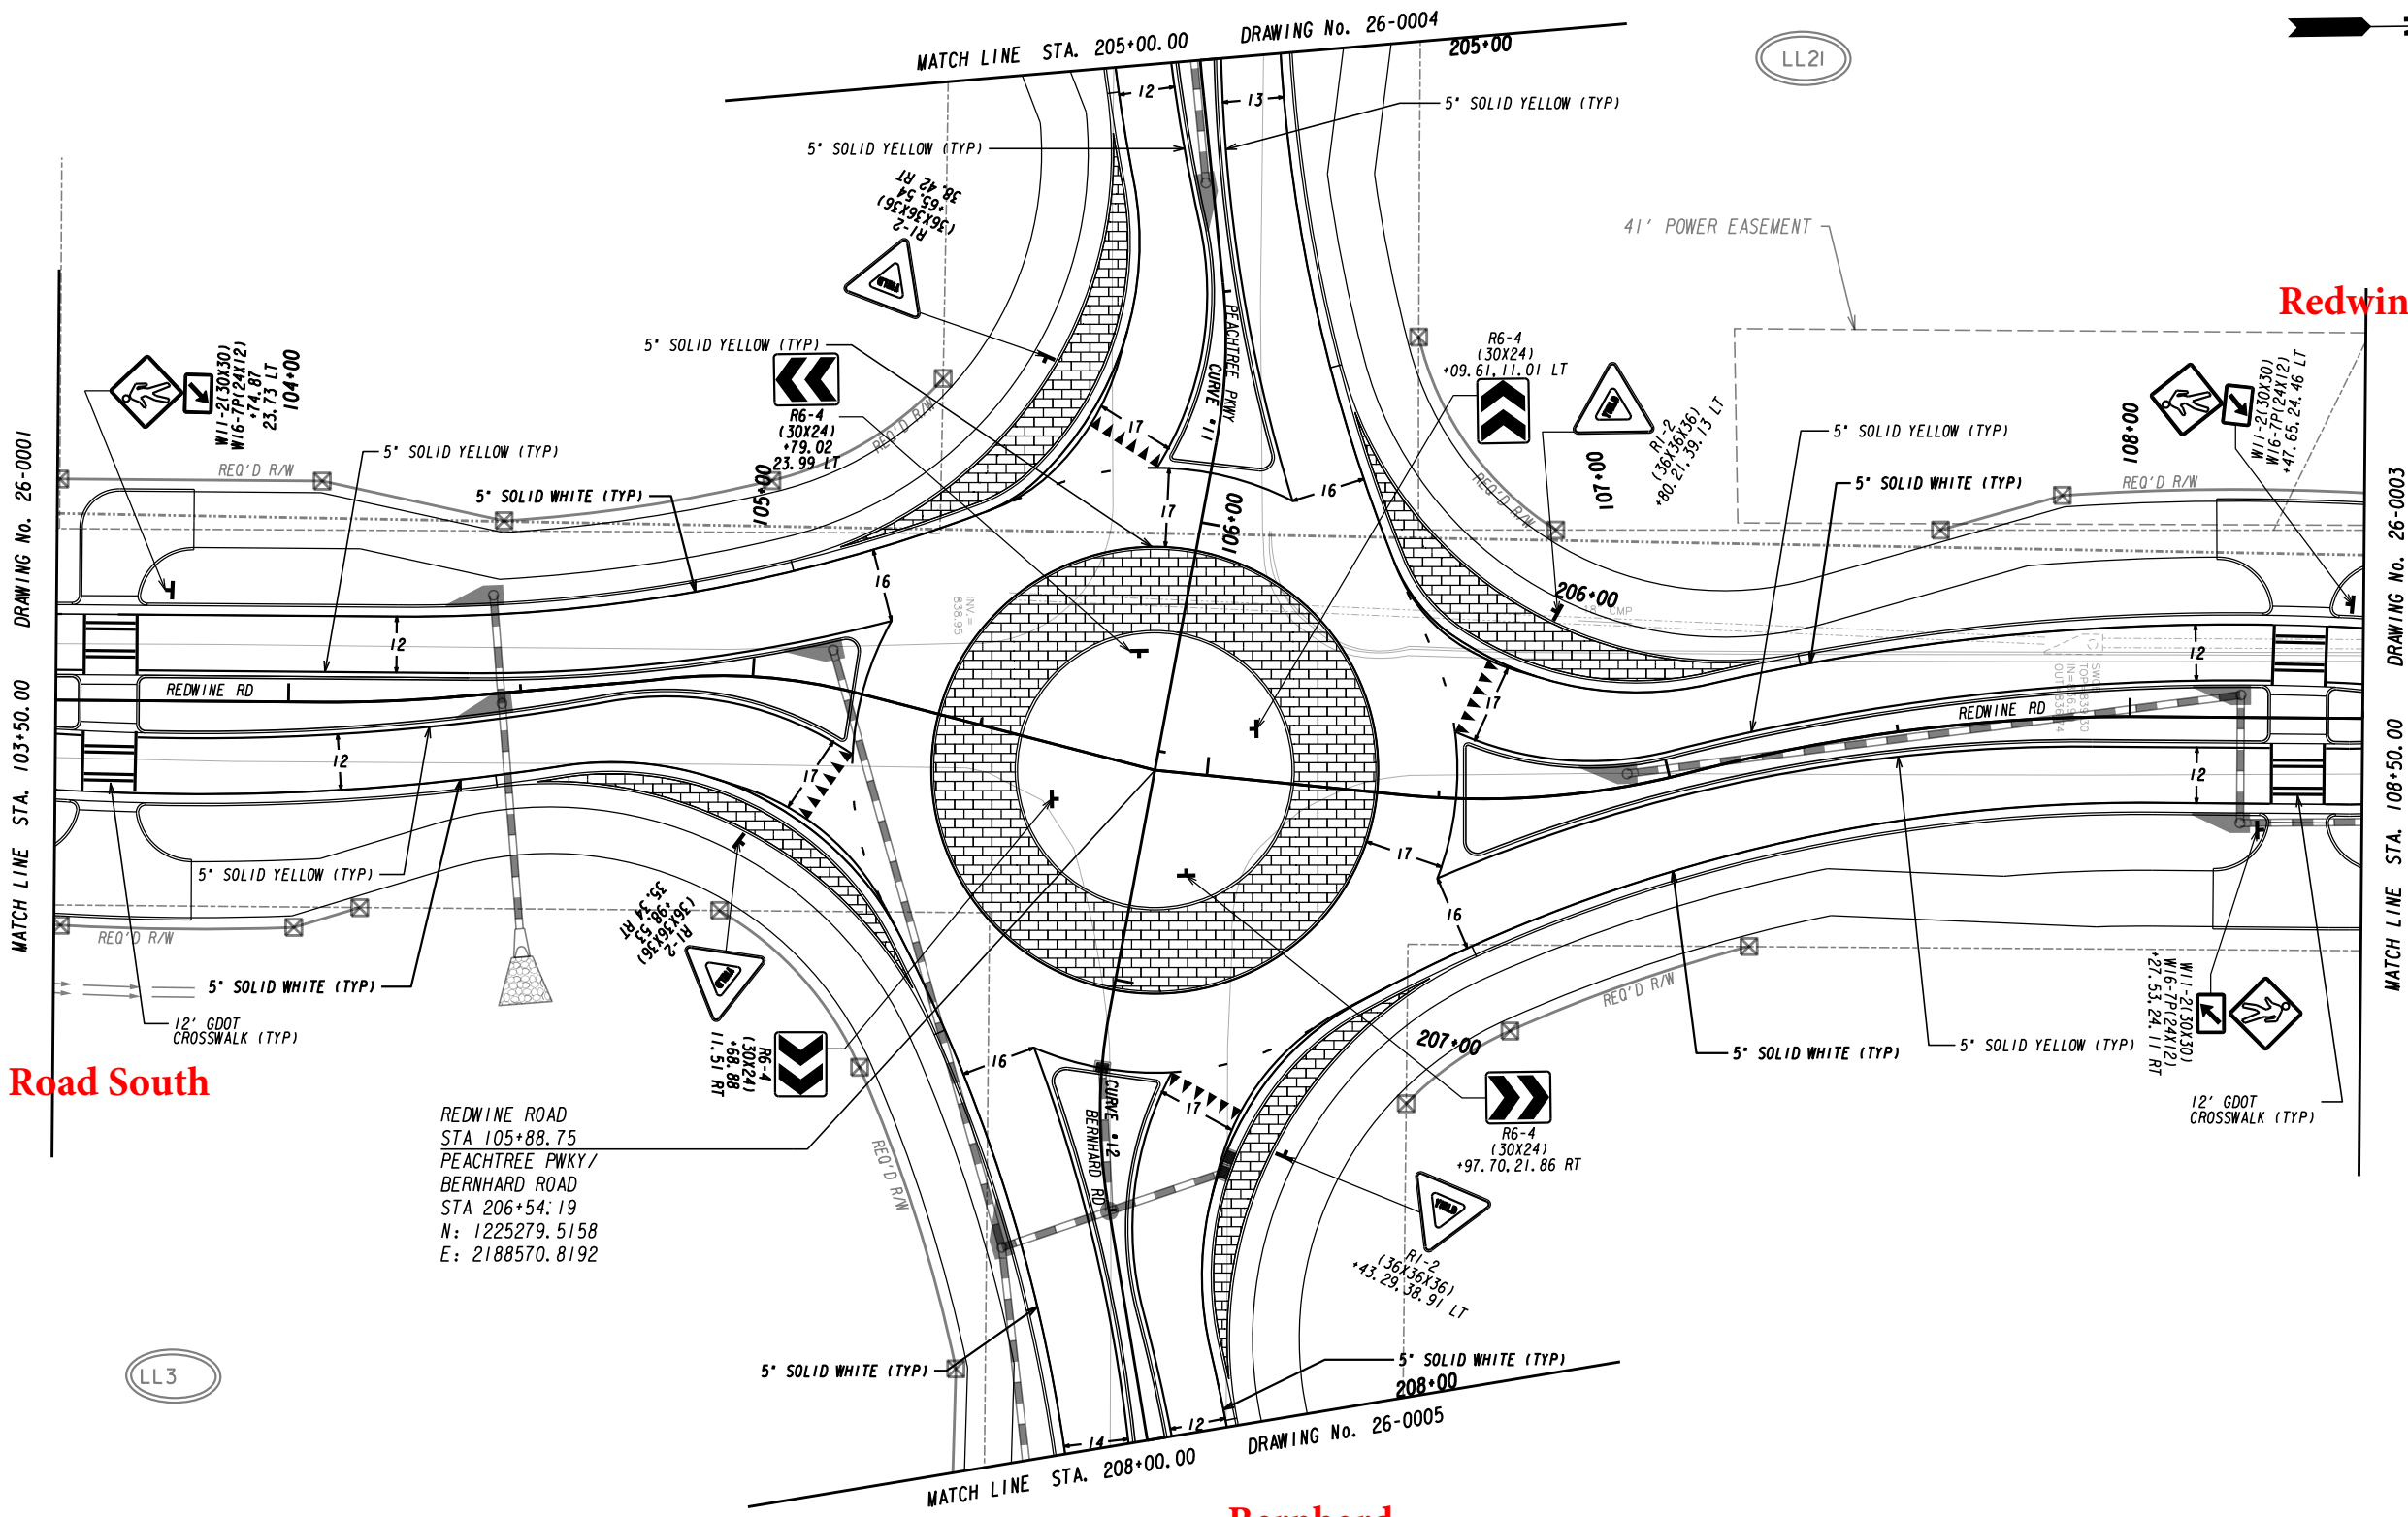 MATCH LINE STA. 205+00.00 DRAWING No. 26-0004
205+00
LL21
12
13
5" SOLID YELLOW (TYP)
5" SOLID YELLOW (TYP)
R1-2
(36X36X36)
+65.54
38.42 RT
YIELD
41' POWER EASEMENT
Redwin
5" SOLID YELLOW (TYP)
R6-4
(30X24)
+79.02
23.99 LT
105+00
REQ'D R/W
PEACHTREE PKWY
CURVE #11
17
17
16
106+00
R6-4
(30X24)
+09.61, 11.01 LT
YIELD
R1-2
(36X36X36)
+80.21, 39.13 LT
107+00
REQ'D R/W
206+00
18" CMP
W11-2(30X30)
W16-7P(24X12)
+74.87
23.73 LT
104+00
5" SOLID YELLOW (TYP)
REQ'D R/W
5" SOLID WHITE (TYP)
5" SOLID YELLOW (TYP)
5" SOLID WHITE (TYP)
108+00
W11-2(30X30)
W16-7P(24X12)
+47.65, 24.46 LT
REQ'D R/W
MATCH LINE STA. 103+50.00 DRAWING No. 26-0001
MATCH LINE STA. 108+50.00 DRAWING No. 26-0003
16
INV.=
838.95
12
REDWINE RD
12
17
17
12
REDWINE RD
12
17
16
5" SOLID YELLOW (TYP)
REQ'D R/W
5" SOLID WHITE (TYP)
12' GDOT
CROSSWALK (TYP)
Road South
R1-2
(36X36X36)
+98.53
35.34 RT
YIELD
R6-4
(30X24)
+68.88
11.51 RT
REQ'D R/W
16
17
CURVE #12
BERNHARD RD
REDWINE ROAD
STA 105+88.75
PEACHTREE PWKY/
BERNHARD ROAD
STA 206+54.19
N: 1225279.5158
E: 2188570.8192
207+00
REQ'D R/W
R6-4
(30X24)
+97.70, 21.86 RT
YIELD
R1-2
(36X36X36)
+43.29, 38.91 LT
5" SOLID WHITE (TYP)
5" SOLID YELLOW (TYP)
W11-2(30X30)
W16-7P(24X12)
+27.53, 24.11 RT
12' GDOT
CROSSWALK (TYP)
LL3
5" SOLID WHITE (TYP)
5" SOLID WHITE (TYP)
208+00
14
12
MATCH LINE STA. 208+00.00 DRAWING No. 26-0005